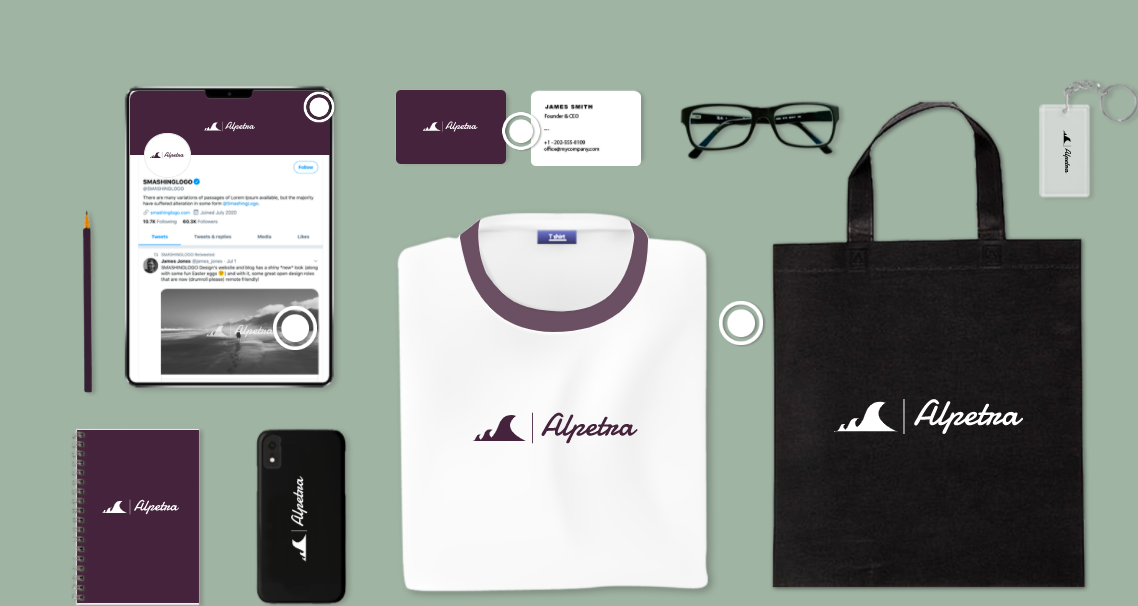 Alpetra
Alpetra
Follow
SMASHINGLOGO
@SMASHINGLOGO
There are many variations of passages of Lorem Ipsum available, but the majority
have suffered alteration in some form @SmashingLogo.
smashinglogo.com Joined July 2020
19.7K Following 60.3K Followers
Tweets Tweets & replies Media Likes
SMASHINGLOGO Retweeted
James Jones @james_jones · Jul 1
SMASHINGLOGO Design's website and blog has a shiny *new* look (along
with some fun Easter eggs 😊) and with it, some great open design roles
that are now (drumroll please) remote friendly!
Alpetra
Alpetra
JAMES SMITH
Founder & CEO
---
+1 - 202-555-6109
office@mycompany.com
Alpetra
T shirt
Alpetra
Alpetra
Alpetra
Alpetra